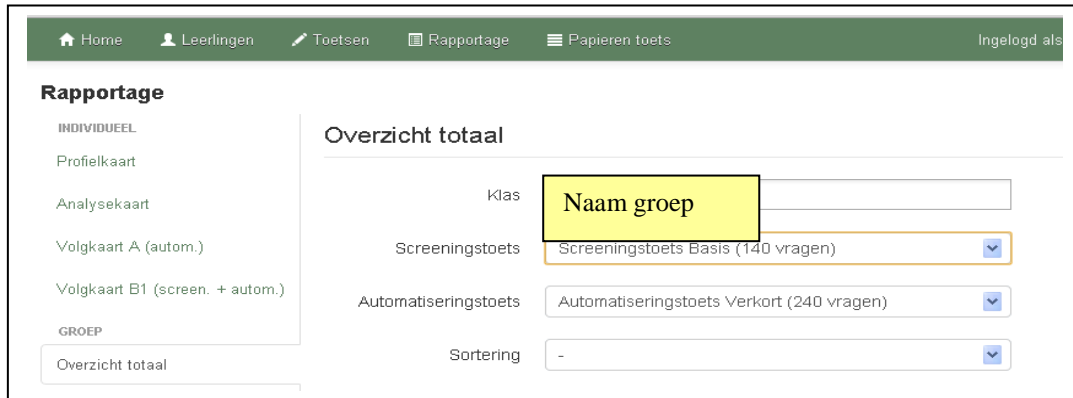 Home Leerlingen Toetsen Rapportage Papieren toets Ingelogd als
Rapportage
INDIVIDUEEL
Profielkaart
Analysekaart
Volgkaart A (autom.)
Volgkaart B1 (screen. + autom.)
GROEP
Overzicht totaal
Overzicht totaal
Klas Naam groep
Screeningstoets Screeningstoets Basis (140 vragen)
Automatiseringstoets Automatiseringstoets Verkort (240 vragen)
Sortering -